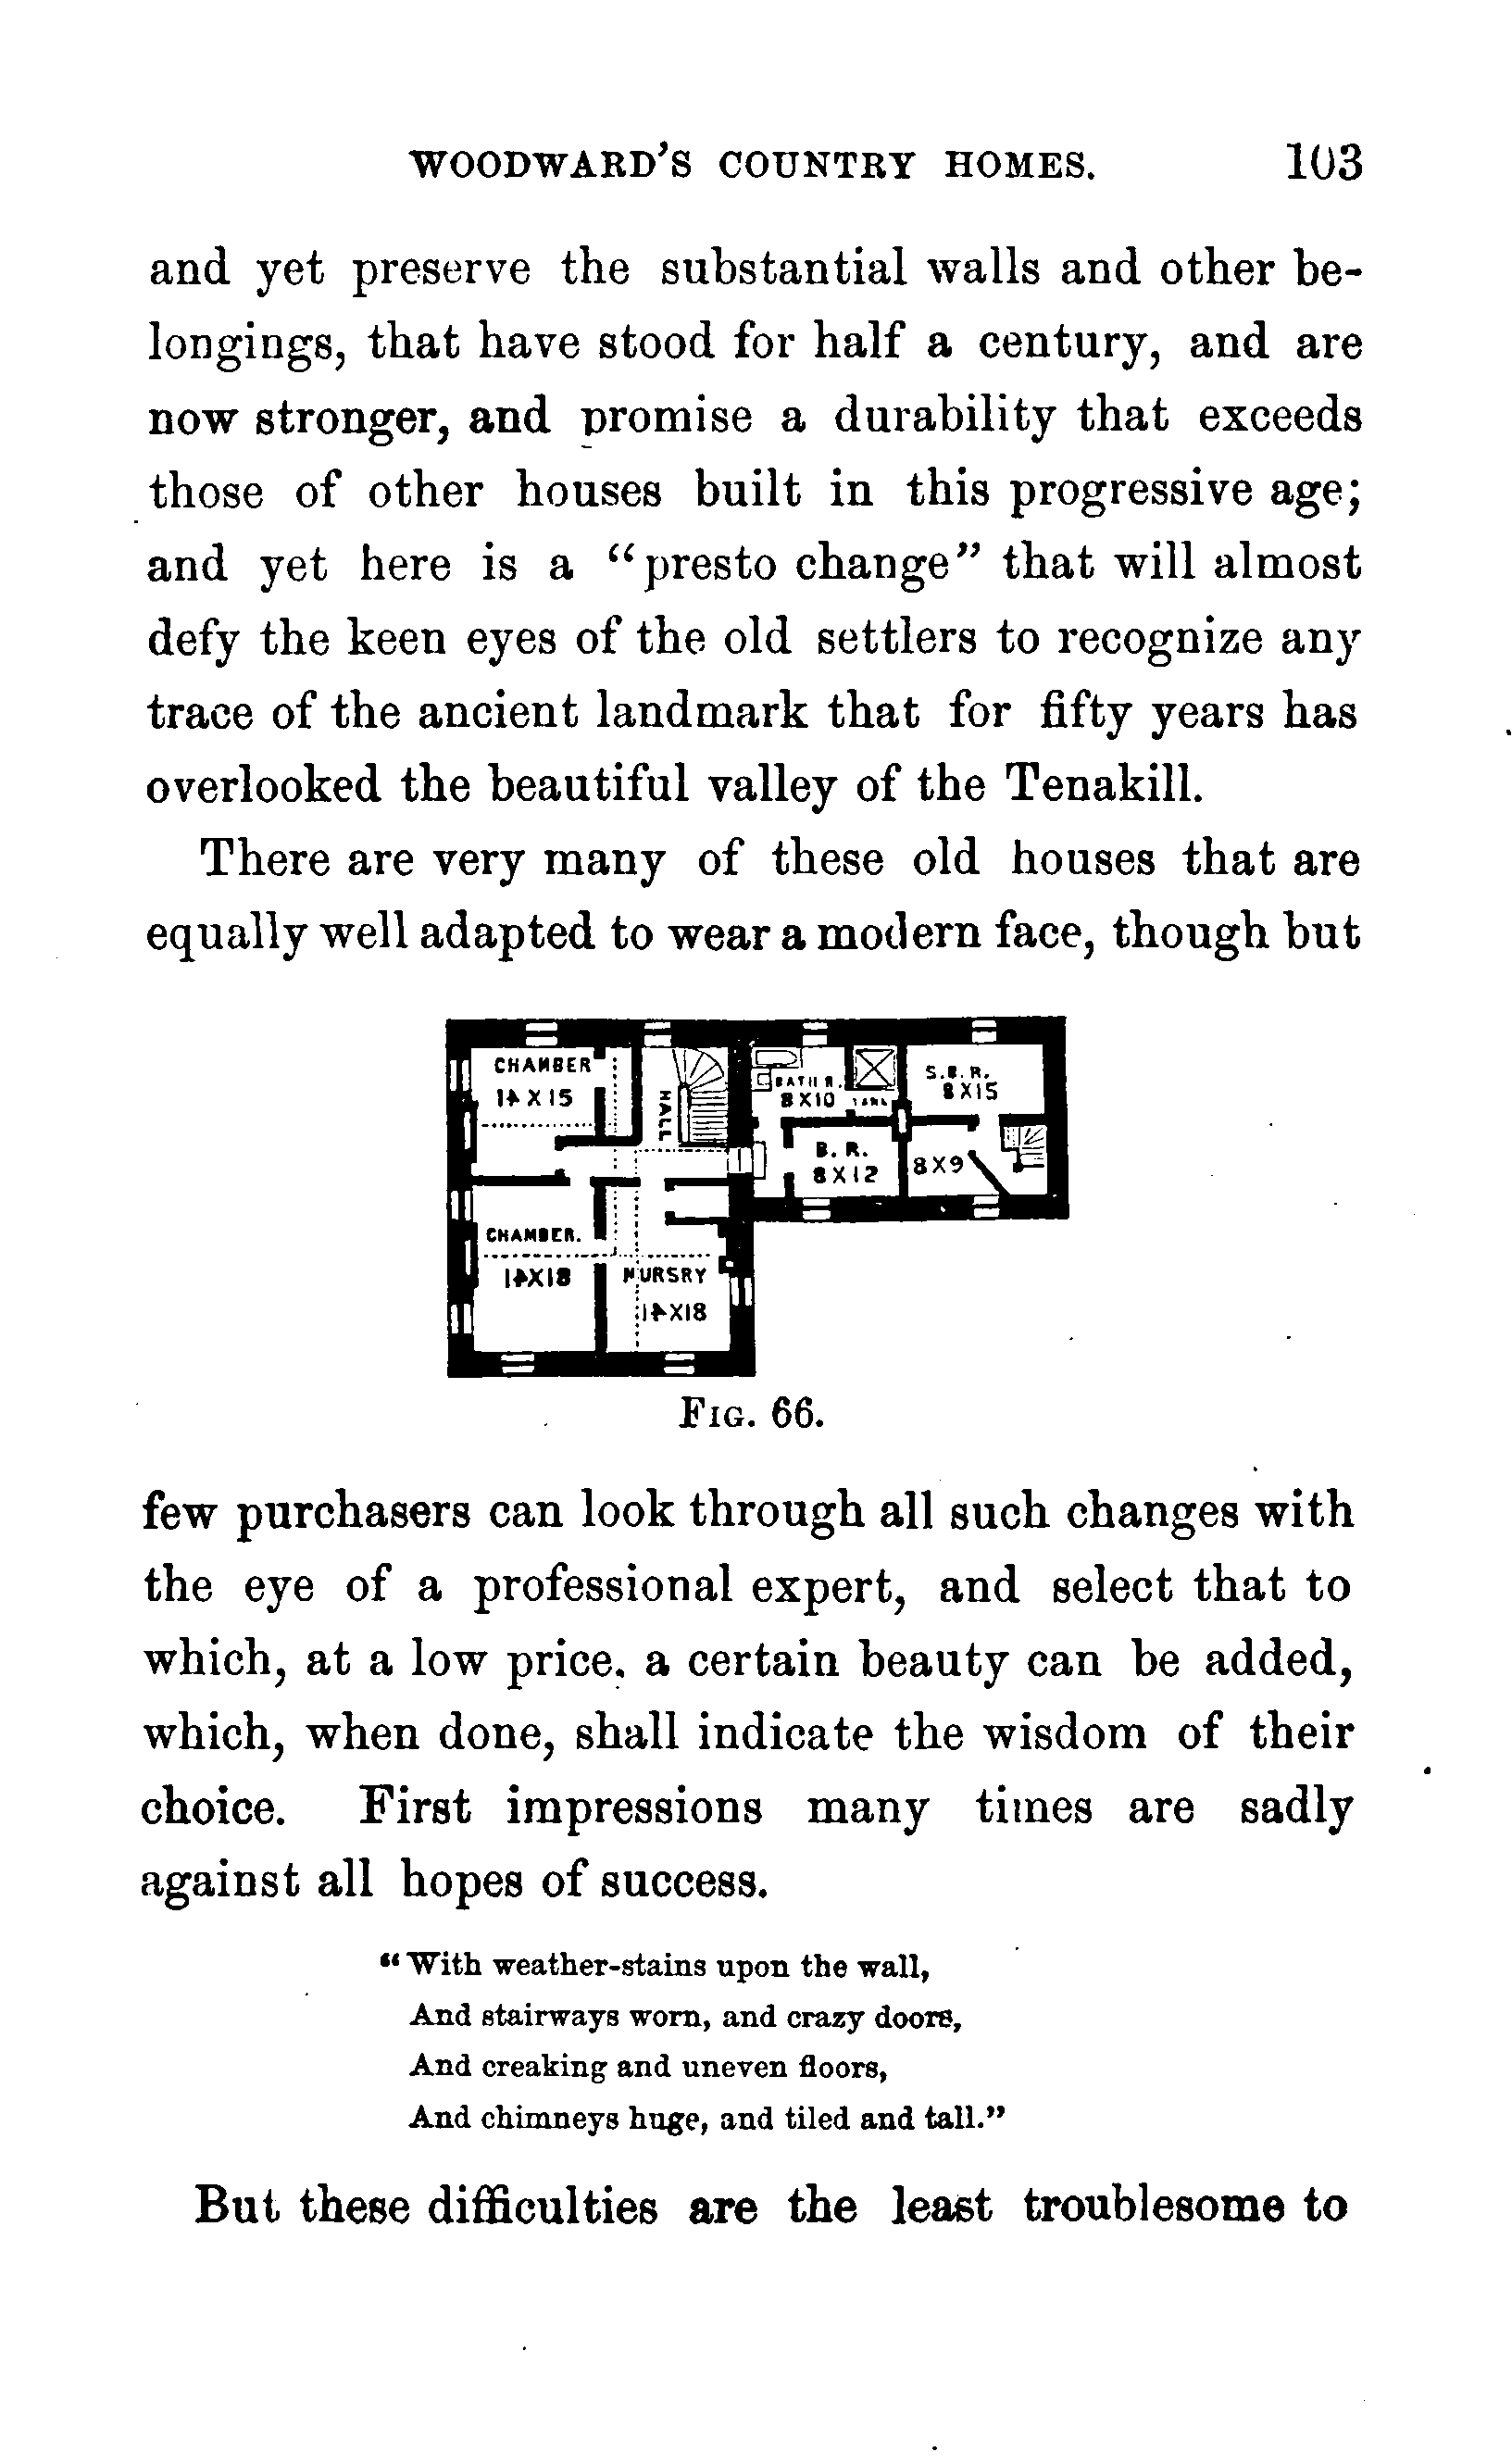 WOODWARD'S COUNTRY HOMES. 103
and yet preserve the substantial walls and other be-
longings, that have stood for half a century, and are
now stronger, and promise a durability that exceeds
those of other houses built in this progressive age;
and yet here is a "presto change" that will almost
defy the keen eyes of the old settlers to recognize any
trace of the ancient landmark that for fifty years has
overlooked the beautiful valley of the Tenakill.
There are very many of these old houses that are
equally well adapted to wear a modern face, though but
CHAMBER
14 X 15
HALL
BATH R.
8 X 10
TANK
S.B.R.
8 X 15
B. R.
8 X 12
8 X 9
CHAMBER.
14 X 18
NURSRY
14 X 18
FIG. 66.
few purchasers can look through all such changes with
the eye of a professional expert, and select that to
which, at a low price, a certain beauty can be added,
which, when done, shall indicate the wisdom of their
choice. First impressions many times are sadly
against all hopes of success.
"With weather-stains upon the wall,
And stairways worn, and crazy doors,
And creaking and uneven floors,
And chimneys huge, and tiled and tall."
But these difficulties are the least troublesome to